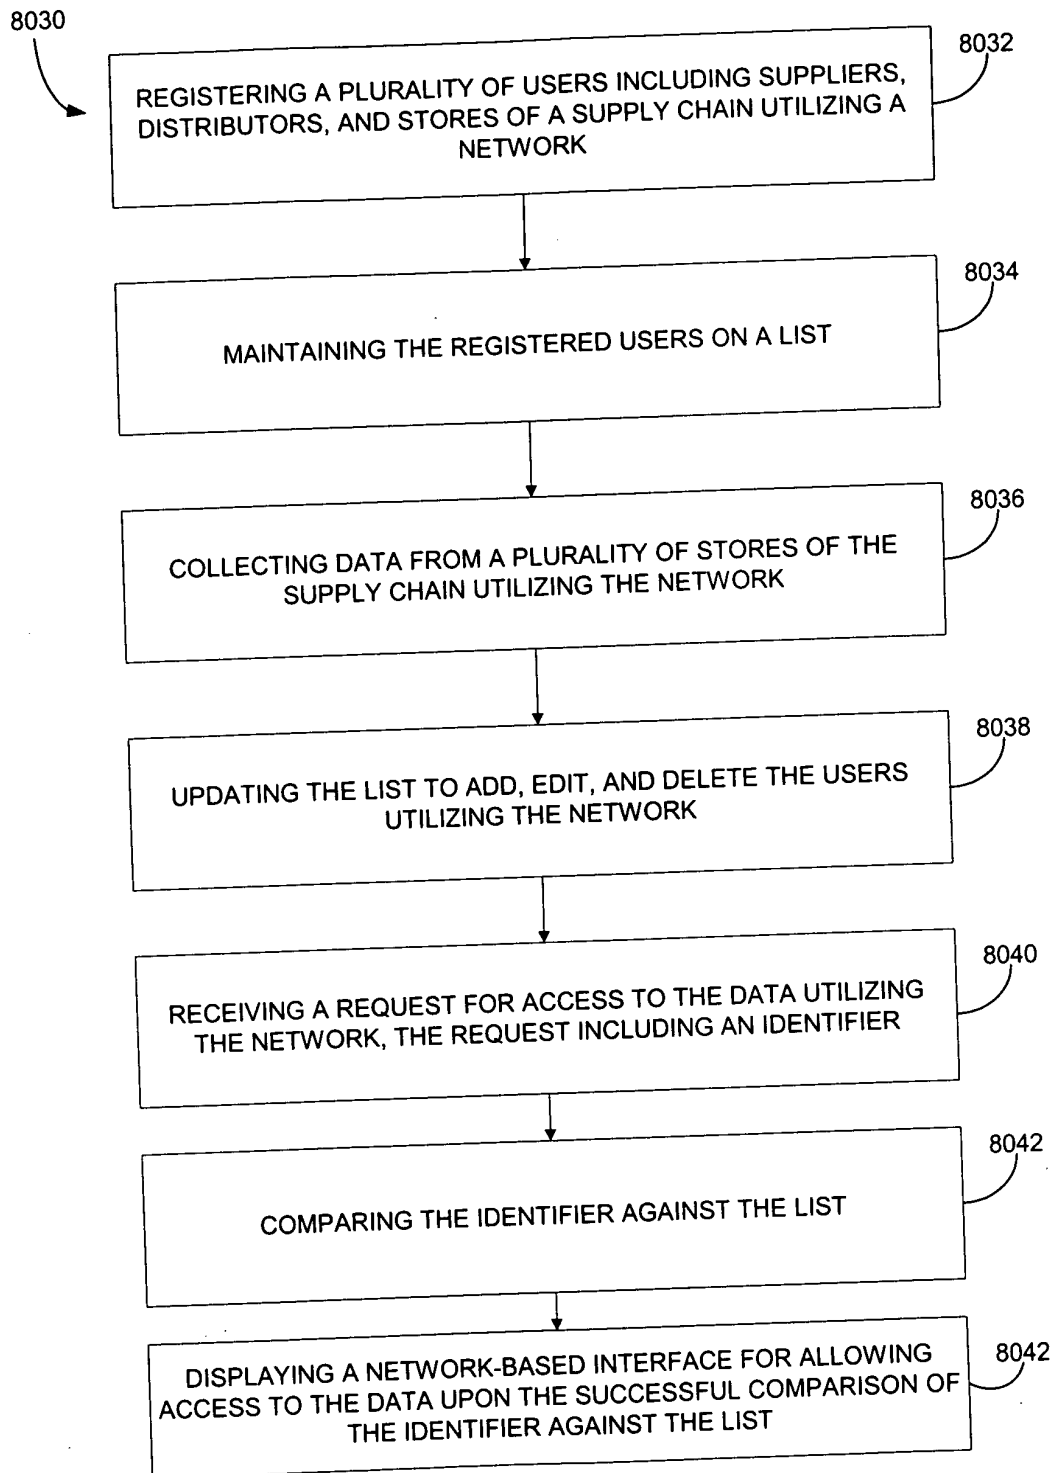 8030
8032
REGISTERING A PLURALITY OF USERS INCLUDING SUPPLIERS,
DISTRIBUTORS, AND STORES OF A SUPPLY CHAIN UTILIZING A
NETWORK
8034
MAINTAINING THE REGISTERED USERS ON A LIST
8036
COLLECTING DATA FROM A PLURALITY OF STORES OF THE
SUPPLY CHAIN UTILIZING THE NETWORK
8038
UPDATING THE LIST TO ADD, EDIT, AND DELETE THE USERS
UTILIZING THE NETWORK
8040
RECEIVING A REQUEST FOR ACCESS TO THE DATA UTILIZING
THE NETWORK, THE REQUEST INCLUDING AN IDENTIFIER
8042
COMPARING THE IDENTIFIER AGAINST THE LIST
8042
DISPLAYING A NETWORK-BASED INTERFACE FOR ALLOWING
ACCESS TO THE DATA UPON THE SUCCESSFUL COMPARISON OF
THE IDENTIFIER AGAINST THE LIST